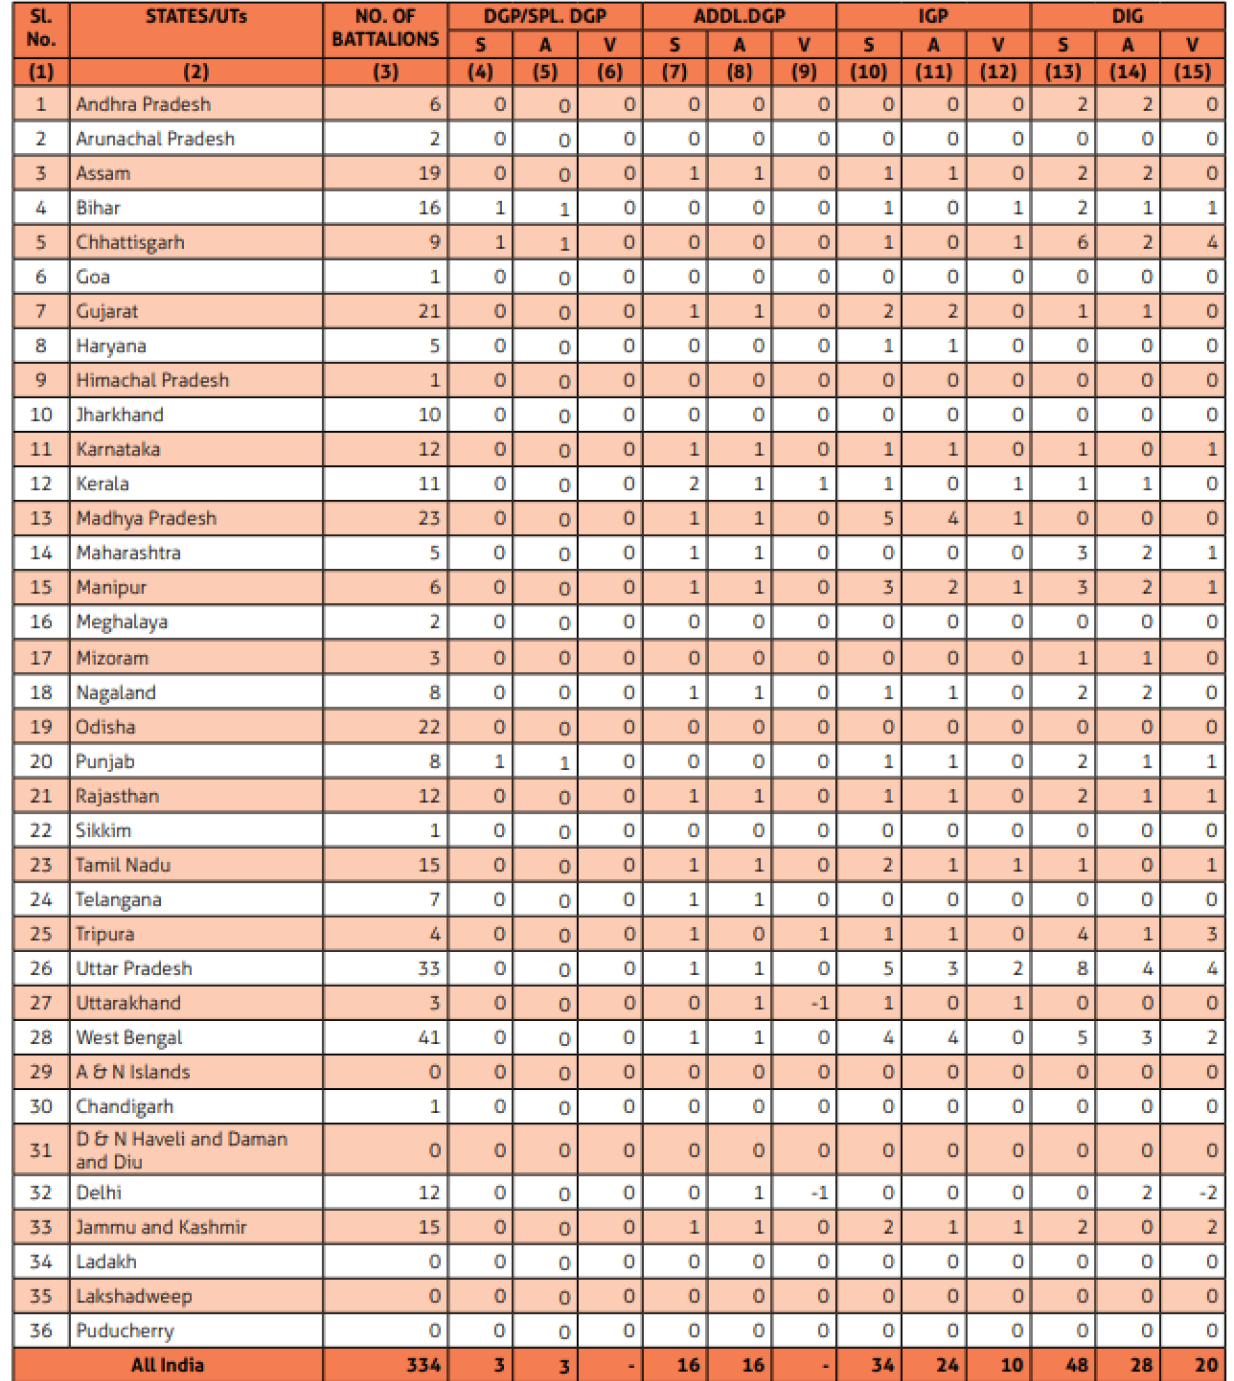 Sl. No. STATES/UTs NO. OF BATTALIONS DGP/SPL. DGP ADDL.DGP IGP DIG
S A V S A V S A V S A V
(1) (2) (3) (4) (5) (6) (7) (8) (9) (10) (11) (12) (13) (14) (15)
1 Andhra Pradesh 6 0 0 0 0 0 0 0 0 0 2 2 0
2 Arunachal Pradesh 2 0 0 0 0 0 0 0 0 0 0 0 0
3 Assam 19 0 0 0 1 1 0 1 1 0 2 2 0
4 Bihar 16 1 1 0 0 0 0 1 0 1 2 1 1
5 Chhattisgarh 9 1 1 0 0 0 0 1 0 1 6 2 4
6 Goa 1 0 0 0 0 0 0 0 0 0 0 0 0
7 Gujarat 21 0 0 0 1 1 0 2 2 0 1 1 0
8 Haryana 5 0 0 0 0 0 0 1 1 0 0 0 0
9 Himachal Pradesh 1 0 0 0 0 0 0 0 0 0 0 0 0
10 Jharkhand 10 0 0 0 0 0 0 0 0 0 0 0 0
11 Karnataka 12 0 0 0 1 1 0 1 1 0 1 0 1
12 Kerala 11 0 0 0 2 1 1 1 0 1 1 1 0
13 Madhya Pradesh 23 0 0 0 1 1 0 5 4 1 0 0 0
14 Maharashtra 5 0 0 0 1 1 0 0 0 0 3 2 1
15 Manipur 6 0 0 0 1 1 0 3 2 1 3 2 1
16 Meghalaya 2 0 0 0 0 0 0 0 0 0 0 0 0
17 Mizoram 3 0 0 0 0 0 0 0 0 0 1 1 0
18 Nagaland 8 0 0 0 1 1 0 1 1 0 2 2 0
19 Odisha 22 0 0 0 0 0 0 0 0 0 0 0 0
20 Punjab 8 1 1 0 0 0 0 1 1 0 2 1 1
21 Rajasthan 12 0 0 0 1 1 0 1 1 0 2 1 1
22 Sikkim 1 0 0 0 0 0 0 0 0 0 0 0 0
23 Tamil Nadu 15 0 0 0 1 1 0 2 1 1 1 0 1
24 Telangana 7 0 0 0 1 1 0 0 0 0 0 0 0
25 Tripura 4 0 0 0 1 0 1 1 1 0 4 1 3
26 Uttar Pradesh 33 0 0 0 1 1 0 5 3 2 8 4 4
27 Uttarakhand 3 0 0 0 0 1 -1 1 0 1 0 0 0
28 West Bengal 41 0 0 0 1 1 0 4 4 0 5 3 2
29 A & N Islands 0 0 0 0 0 0 0 0 0 0 0 0 0
30 Chandigarh 1 0 0 0 0 0 0 0 0 0 0 0 0
31 D & N Haveli and Daman and Diu 0 0 0 0 0 0 0 0 0 0 0 0 0
32 Delhi 12 0 0 0 0 1 -1 0 0 0 0 2 -2
33 Jammu and Kashmir 15 0 0 0 1 1 0 2 1 1 2 0 2
34 Ladakh 0 0 0 0 0 0 0 0 0 0 0 0 0
35 Lakshadweep 0 0 0 0 0 0 0 0 0 0 0 0 0
36 Puducherry 0 0 0 0 0 0 0 0 0 0 0 0 0
All India 334 3 3 - 16 16 - 34 24 10 48 28 20